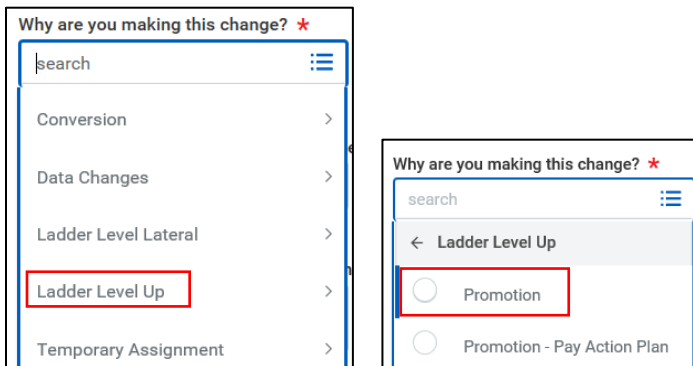 Why are you making this change? *
search
Conversion
Data Changes
Ladder Level Lateral
Ladder Level Up
Temporary Assignment
Why are you making this change? *
search
← Ladder Level Up
Promotion
Promotion - Pay Action Plan